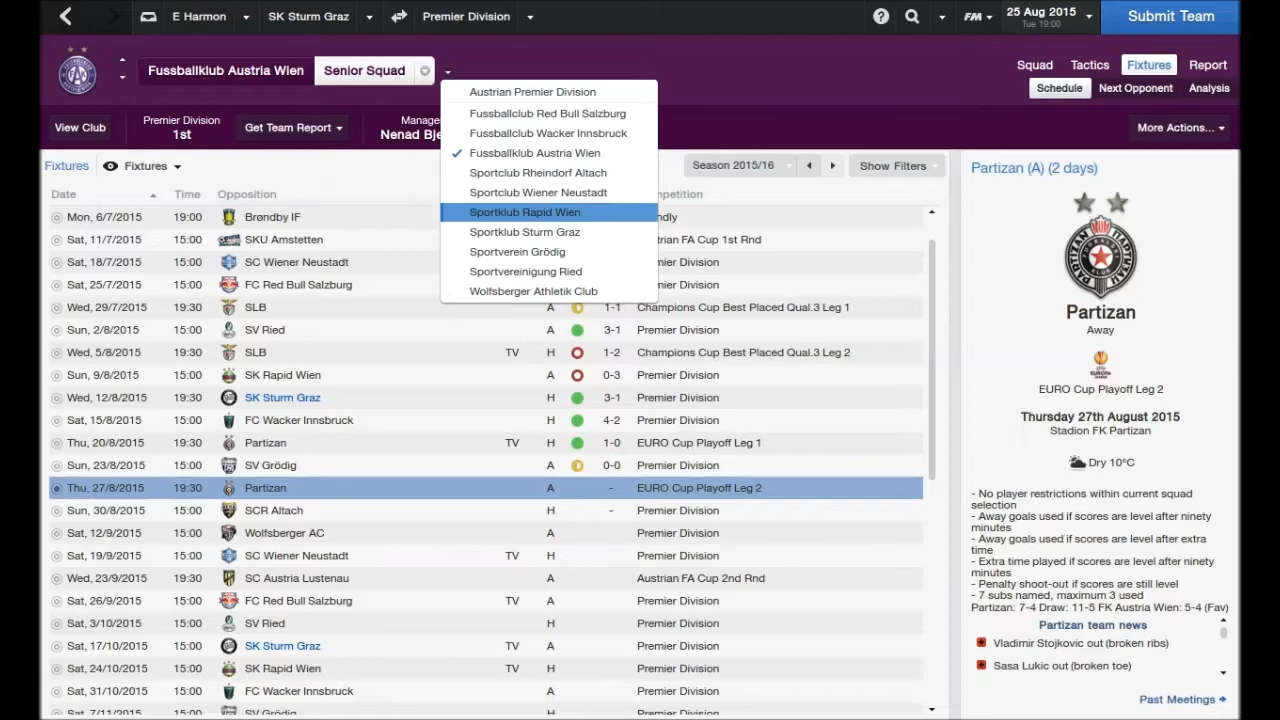 E Harmon
SK Sturm Graz
Premier Division
FM
25 Aug 2015
Tue 19:00
Submit Team
Fussballklub Austria Wien
Senior Squad
Squad
Tactics
Fixtures
Report
Schedule
Next Opponent
Analysis
View Club
Premier Division
1st
Get Team Report
Manage
Nenad Bje
More Actions...
Austrian Premier Division
Fussballclub Red Bull Salzburg
Fussballclub Wacker Innsbruck
Fussballklub Austria Wien
Sportclub Rheindorf Altach
Sportclub Wiener Neustadt
Sportklub Rapid Wien
Sportklub Sturm Graz
Sportverein Grödig
Sportvereinigung Ried
Wolfsberger Athletik Club
Fixtures
Fixtures
Season 2015/16
Show Filters
Date Time Opposition mpetition
Mon, 6/7/2015 19:00 Brøndby IF ndly
Sat, 11/7/2015 15:00 SKU Amstetten trian FA Cup 1st Rnd
Sat, 18/7/2015 15:00 SC Wiener Neustadt mier Division
Sat, 25/7/2015 15:00 FC Red Bull Salzburg mier Division
Wed, 29/7/2015 19:30 SLB A 1-1 Champions Cup Best Placed Qual.3 Leg 1
Sun, 2/8/2015 15:00 SV Ried A 3-1 Premier Division
Wed, 5/8/2015 19:30 SLB TV H 1-2 Champions Cup Best Placed Qual.3 Leg 2
Sun, 9/8/2015 15:00 SK Rapid Wien A 0-3 Premier Division
Wed, 12/8/2015 19:30 SK Sturm Graz H 3-1 Premier Division
Sat, 15/8/2015 15:00 FC Wacker Innsbruck H 4-2 Premier Division
Thu, 20/8/2015 19:30 Partizan TV H 1-0 EURO Cup Playoff Leg 1
Sun, 23/8/2015 15:00 SV Grödig A 0-0 Premier Division
Thu, 27/8/2015 19:30 Partizan A - EURO Cup Playoff Leg 2
Sun, 30/8/2015 15:00 SCR Altach H - Premier Division
Sat, 12/9/2015 15:00 Wolfsberger AC A Premier Division
Sat, 19/9/2015 15:00 SC Wiener Neustadt TV H Premier Division
Wed, 23/9/2015 19:30 SC Austria Lustenau A Austrian FA Cup 2nd Rnd
Sat, 26/9/2015 15:00 FC Red Bull Salzburg TV A Premier Division
Sat, 3/10/2015 15:00 SV Ried H Premier Division
Sat, 17/10/2015 15:00 SK Sturm Graz TV A Premier Division
Sat, 24/10/2015 15:00 SK Rapid Wien TV H Premier Division
Sat, 31/10/2015 15:00 FC Wacker Innsbruck A Premier Division
Sat, 7/11/2015 15:00 SV Grödig H Premier Division
Partizan (A) (2 days)
Partizan
Away
EURO Cup Playoff Leg 2
Thursday 27th August 2015
Stadion FK Partizan
Dry 10°C
- No player restrictions within current squad
selection
- Away goals used if scores are level after ninety
minutes
- Away goals used if scores are level after extra
time
- Extra time played if scores are level after ninety
minutes
- Penalty shoot-out if scores are still level
- 7 subs named, maximum 3 used
Partizan: 7-4 Draw: 11-5 FK Austria Wien: 5-4 (Fav)
Partizan team news
Vladimir Stojkovic out (broken ribs)
Sasa Lukic out (broken toe)
Past Meetings